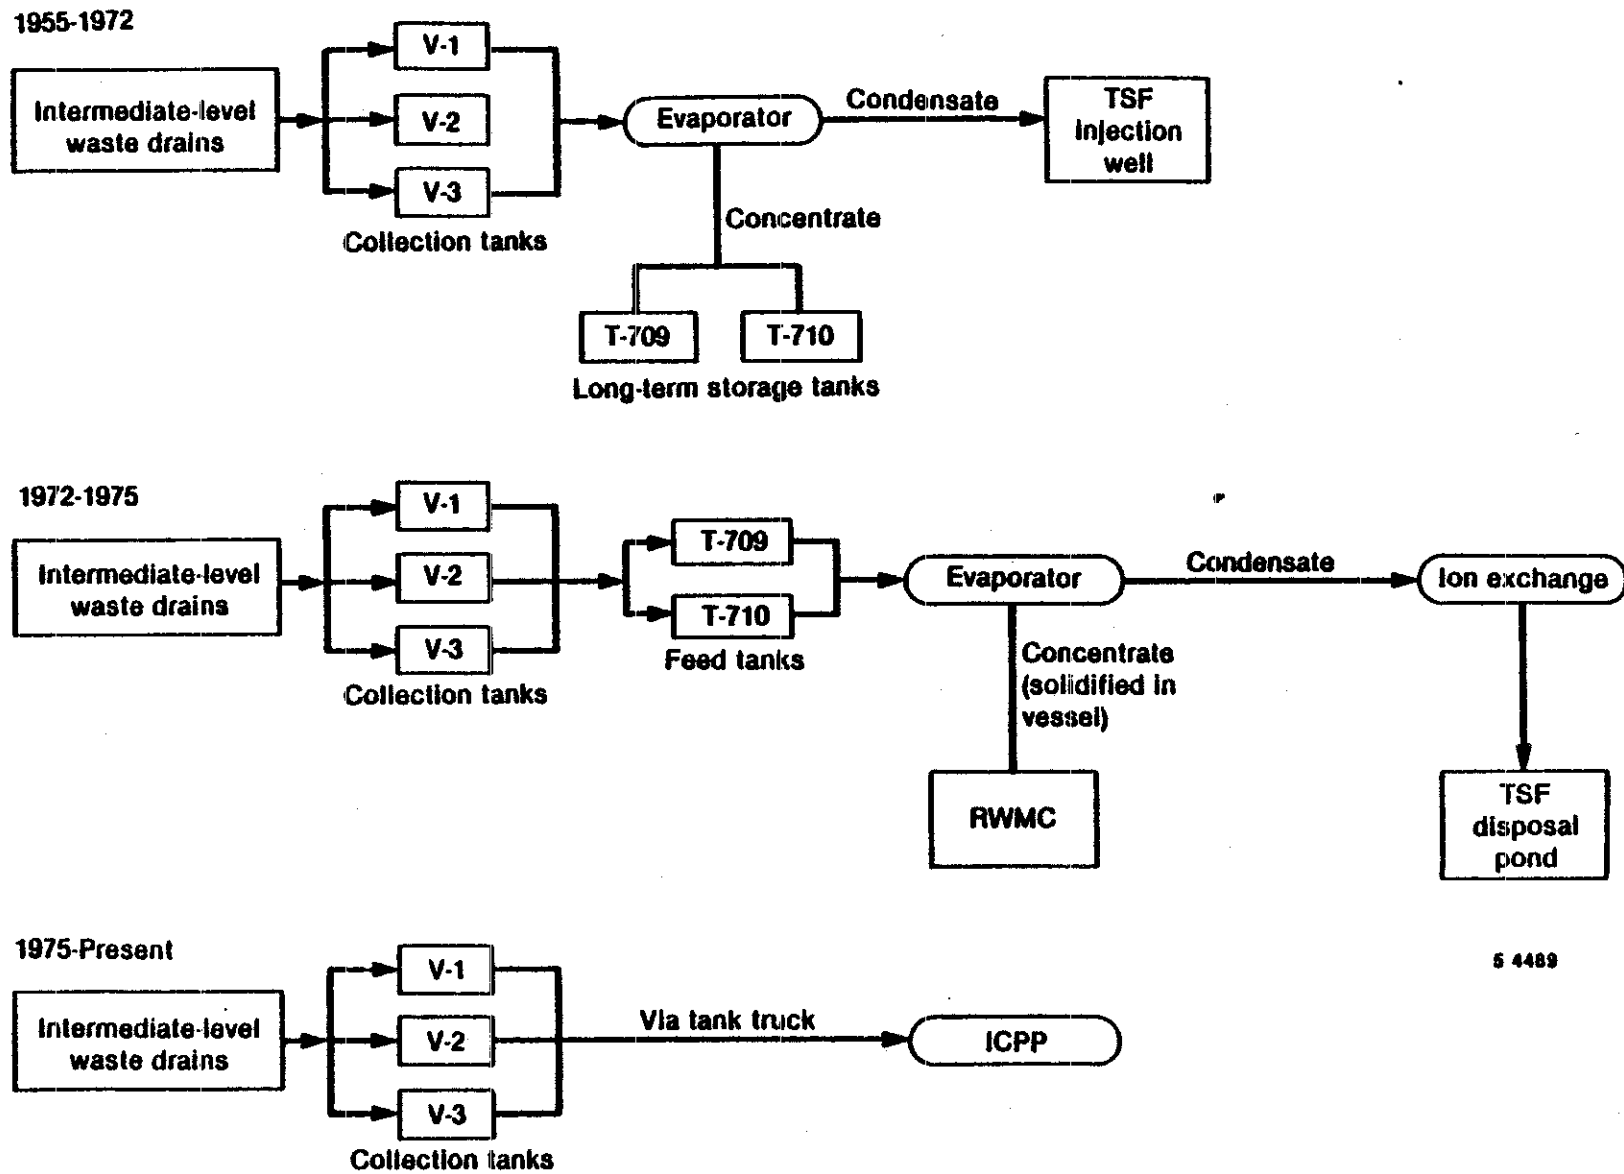 1955-1972
Intermediate-level
waste drains
V-1
V-2
V-3
Collection tanks
Evaporator
Condensate
TSF
injection
well
Concentrate
T-709
T-710
Long-term storage tanks
1972-1975
Intermediate-level
waste drains
V-1
V-2
V-3
Collection tanks
T-709
T-710
Feed tanks
Evaporator
Condensate
Ion exchange
Concentrate
(solidified in
vessel)
RWMC
TSF
disposal
pond
1975-Present
Intermediate-level
waste drains
V-1
V-2
V-3
Collection tanks
Via tank truck
ICPP
5 4489